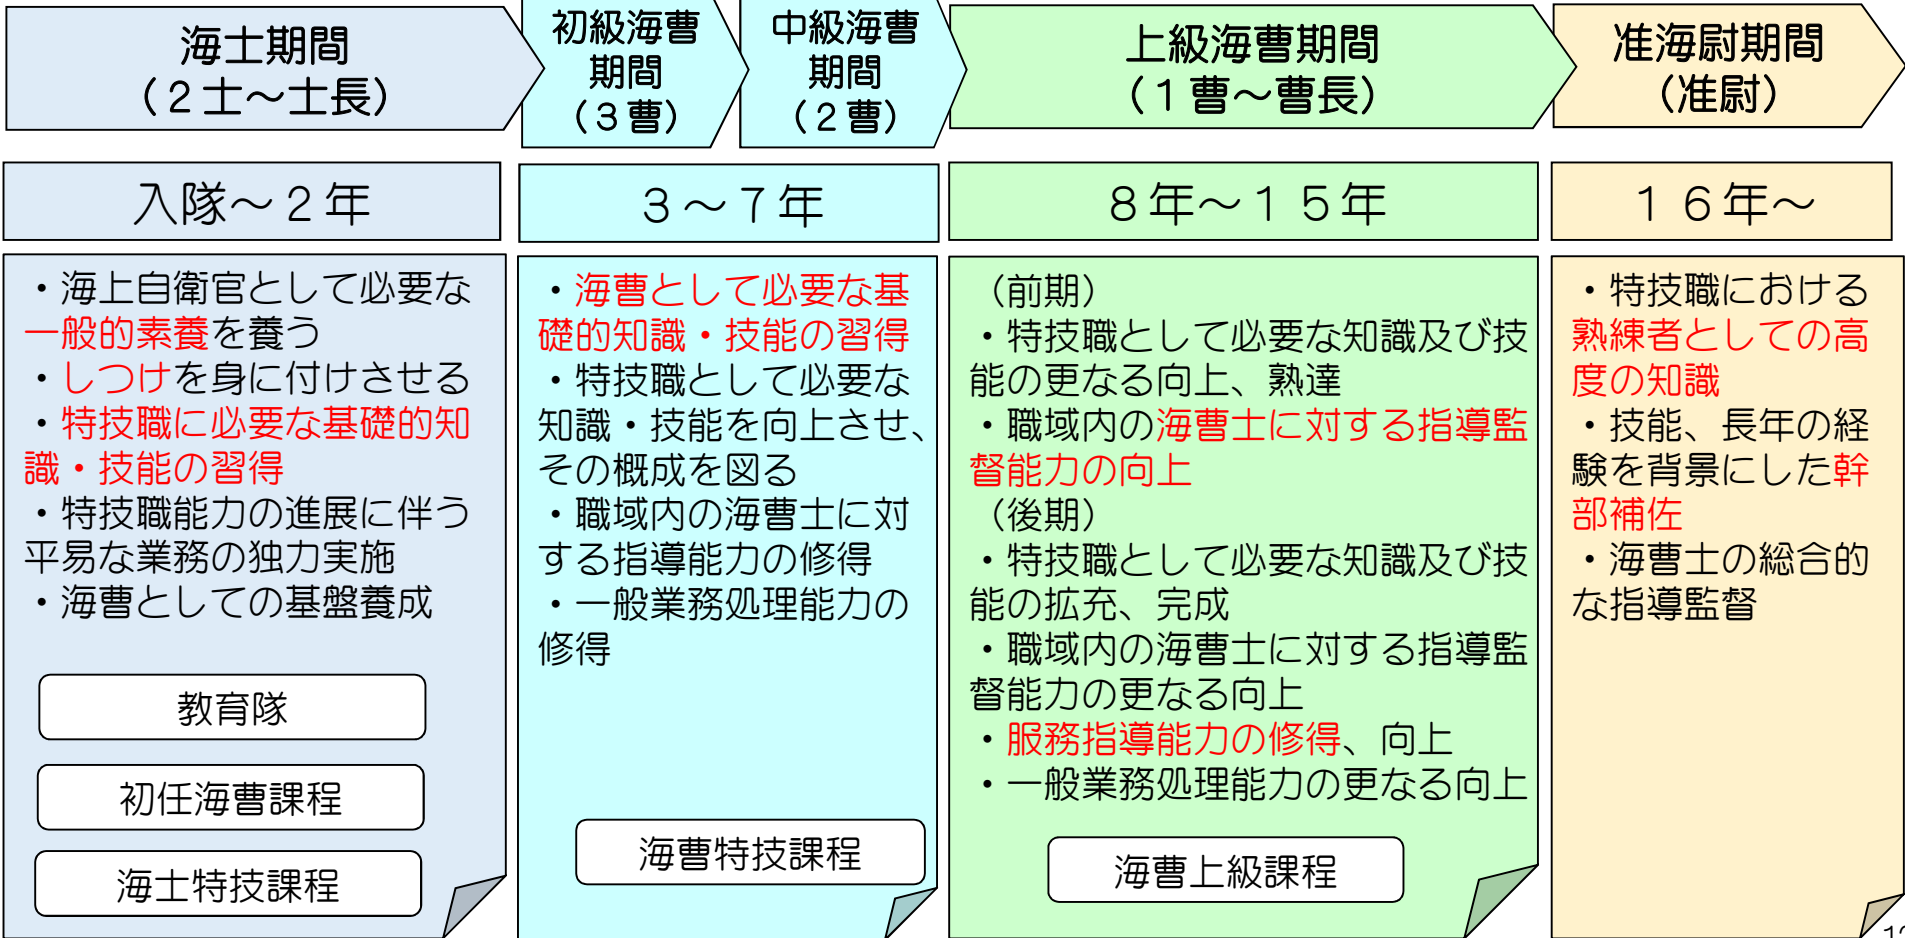 海士期間
（２士～士長）
初級海曹
期間
（３曹）
中級海曹
期間
（２曹）
上級海曹期間
（１曹～曹長）
准海尉期間
（准尉）
入隊～２年
３～７年
８年～１５年
１６年～
・海上自衛官として必要な
一般的素養を養う
・しつけを身に付けさせる
・特技職に必要な基礎的知
識・技能の習得
・特技職能力の進展に伴う
平易な業務の独力実施
・海曹としての基盤養成
教育隊
初任海曹課程
海士特技課程
・海曹として必要な基
礎的知識・技能の習得
・特技職として必要な
知識・技能を向上させ、
その概成を図る
・職域内の海曹士に対
する指導能力の修得
・一般業務処理能力の
修得
海曹特技課程
（前期）
・特技職として必要な知識及び技
能の更なる向上、熟達
・職域内の海曹士に対する指導監
督能力の向上
（後期）
・特技職として必要な知識及び技
能の拡充、完成
・職域内の海曹士に対する指導監
督能力の更なる向上
・服務指導能力の修得、向上
・一般業務処理能力の更なる向上
海曹上級課程
・特技職における
熟練者としての高
度の知識
・技能、長年の経
験を背景にした幹
部補佐
・海曹士の総合的
な指導監督